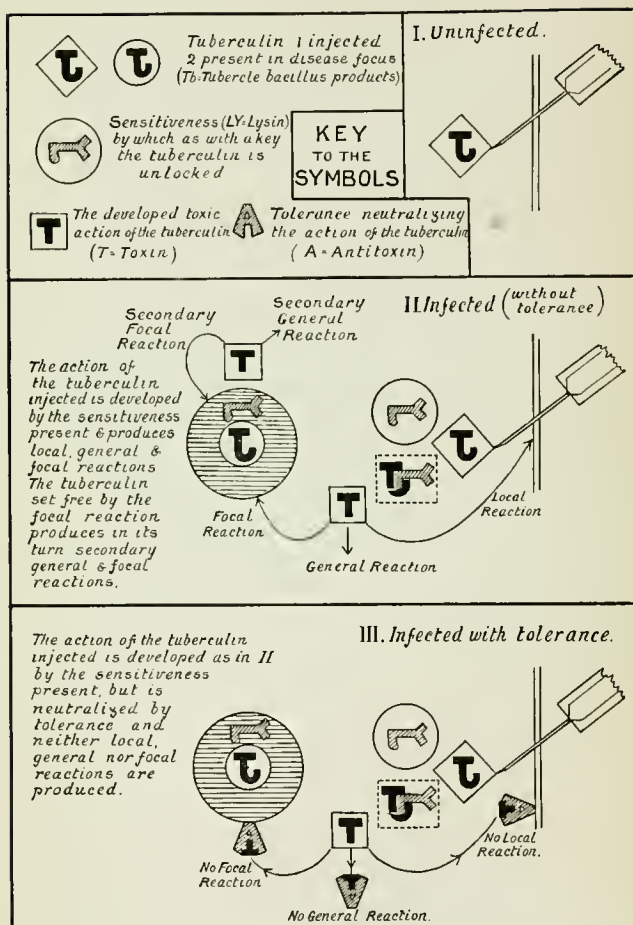 Tuberculin 1 injected
2 present in disease focus
(Tb=Tubercle bacillus products)
Sensitiveness (LY=Lysin)
by which as with a key
the tuberculin is
unlocked
KEY
TO THE
SYMBOLS
T
The developed toxic
action of the tuberculin
(T=Toxin)
A
Tolerance neutralizing
the action of the tuberculin
(A=Antitoxin)
I. Uninfected.
II. Infected (without tolerance)
Secondary
Focal
Reaction
Secondary
General
Reaction
T
The action of
the tuberculin
injected is developed
by the sensitiveness
present & produces
local, general &
focal reactions
The tuberculin
set free by the
focal reaction
produces in its
turn secondary
general & focal
reactions.
Focal
Reaction
T
General Reaction
Local
Reaction
III. Infected with tolerance.
The action of the tuberculin
injected is developed as in II
by the sensitiveness
present, but is
neutralized by
tolerance and
neither local,
general nor focal
reactions are
produced.
A
No Focal
Reaction
T
No General Reaction.
No Local
Reaction.